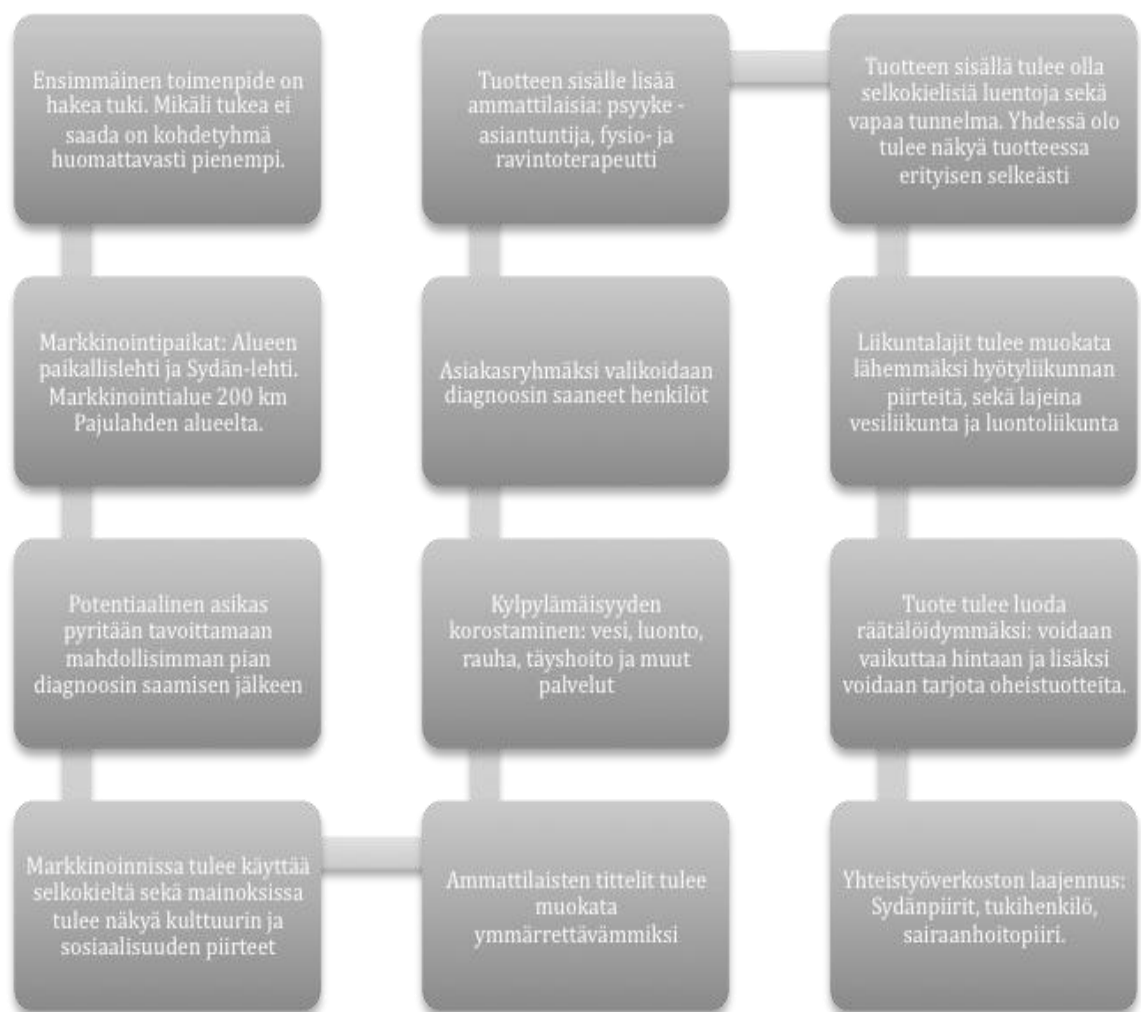 Ensimmäinen toimenpide on
hakea tuki. Mikäli tukea ei
saada on kohdetyhmä
huomattavasti pienempi.
Markkinointipaikat: Alueen
paikallislehti ja Sydän-lehti.
Markkinointialue 200 km
Pajulahden alueelta.
Potentiaalinen asikas
pyritään tavoittamaan
mahdollisimman pian
diagnoosin saamisen jälkeen
Markkinoinnissa tulee käyttää
selkokieltä sekä mainoksissa
tulee näkyä kulttuurin ja
sosiaalisuuden piirteet
Ammattilaisten tittelit tulee
muokata
ymmärrettävämmiksi
Kylpylämäisyyden
korostaminen: vesi, luonto,
rauha, täyshoito ja muut
palvelut
Asiakasryhmäksi valikoidaan
diagnoosin saaneet henkilöt
Tuotteen sisälle lisää
ammattilaisia: psyyke -
asiantuntija, fysio- ja
ravintoterapeutti
Tuotteen sisällä tulee olla
selkokielisiä luentoja sekä
vapaa tunnelma. Yhdessä olo
tulee näkyä tuotteessa
erityisen selkeästi
Liikuntalajit tulee muokata
lähemmäksi hyötyliikunnan
piirteitä, sekä lajeina
vesiliikunta ja luontoliikunta
Tuote tulee luoda
räätälöidymmäksi: voidaan
vaikuttaa hintaan ja lisäksi
voidaan tarjota oheistuotteita.
Yhteistyöverkoston laajennus:
Sydänpiirit, tukihenkilö,
sairaanhoitopiiri.